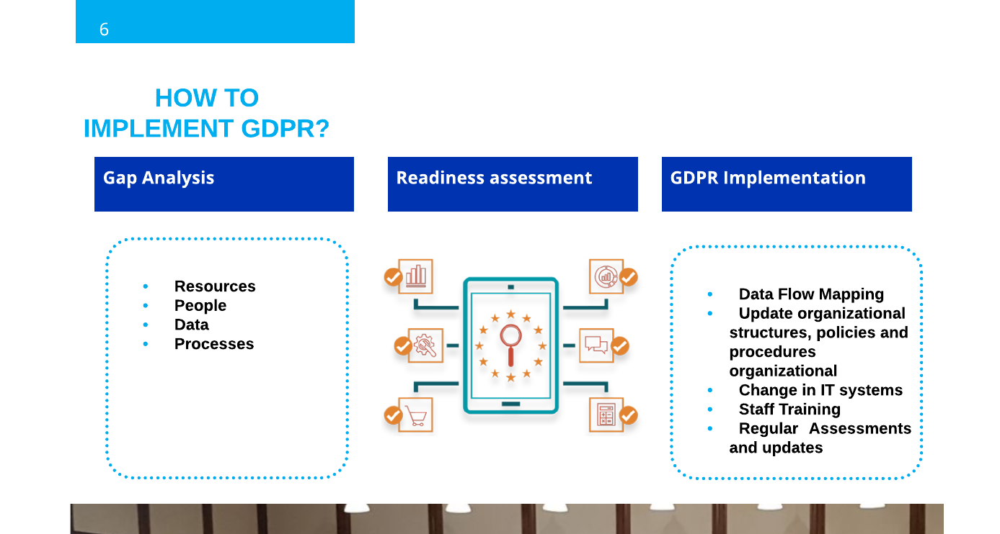 6
HOW TO
IMPLEMENT GDPR?
Gap Analysis
Readiness assessment
GDPR Implementation
• Resources
• People
• Data
• Processes
• Data Flow Mapping
• Update organizational
structures, policies and
procedures
organizational
• Change in IT systems
• Staff Training
• Regular Assessments
and updates